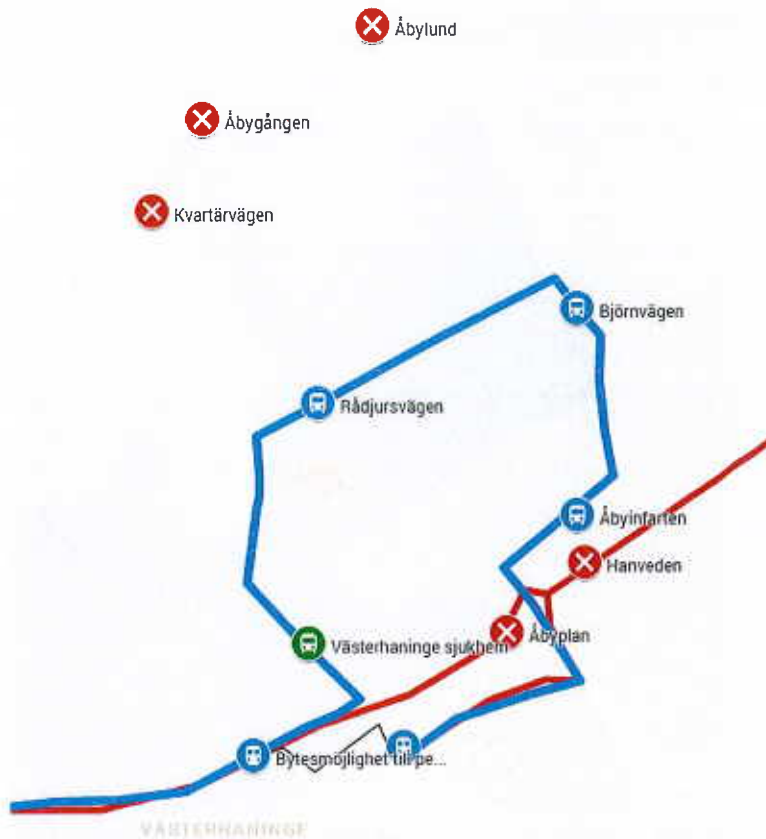 Åbylund
Åbygången
Kvartärvägen
Björnvägen
Rådjursvägen
Åbyinfarten
Hanveden
Åbyplan
Västerhaninge sjukhem
Bytesmöjlighet till pe...
VÄSTERHANINGE